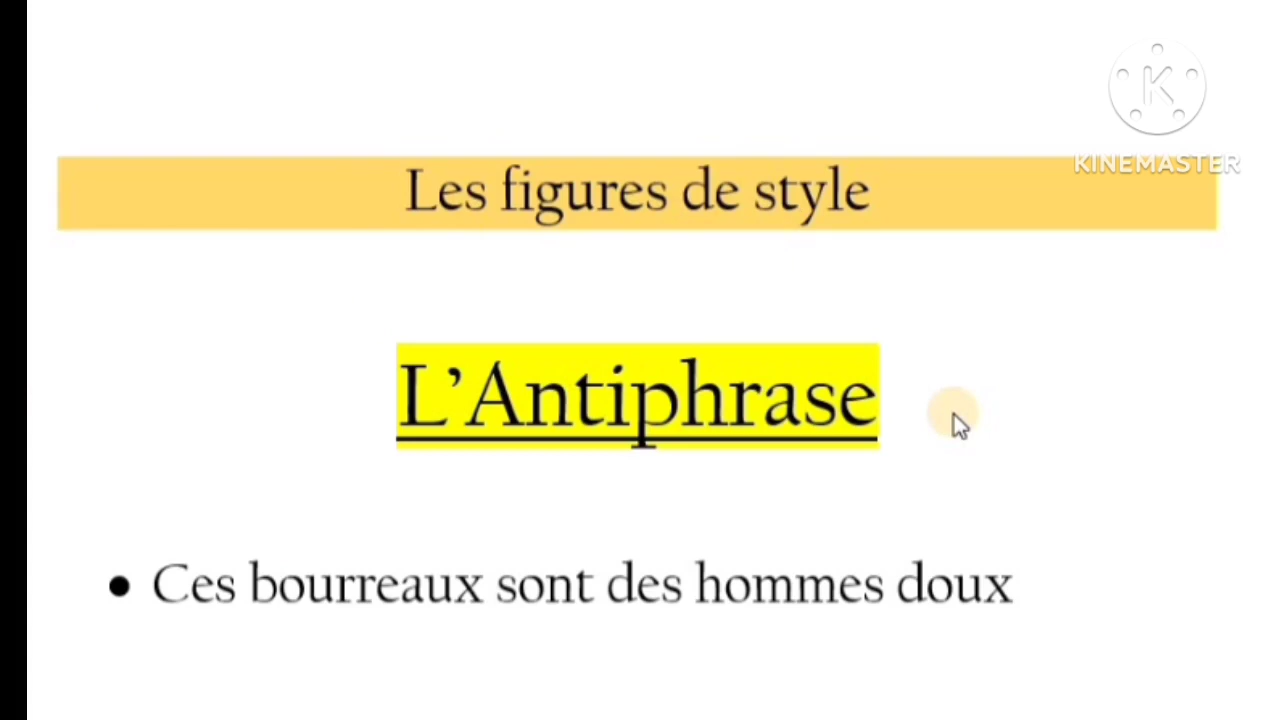 KINEMASTER
Les figures de style
L'Antiphrase
• Ces bourreaux sont des hommes doux